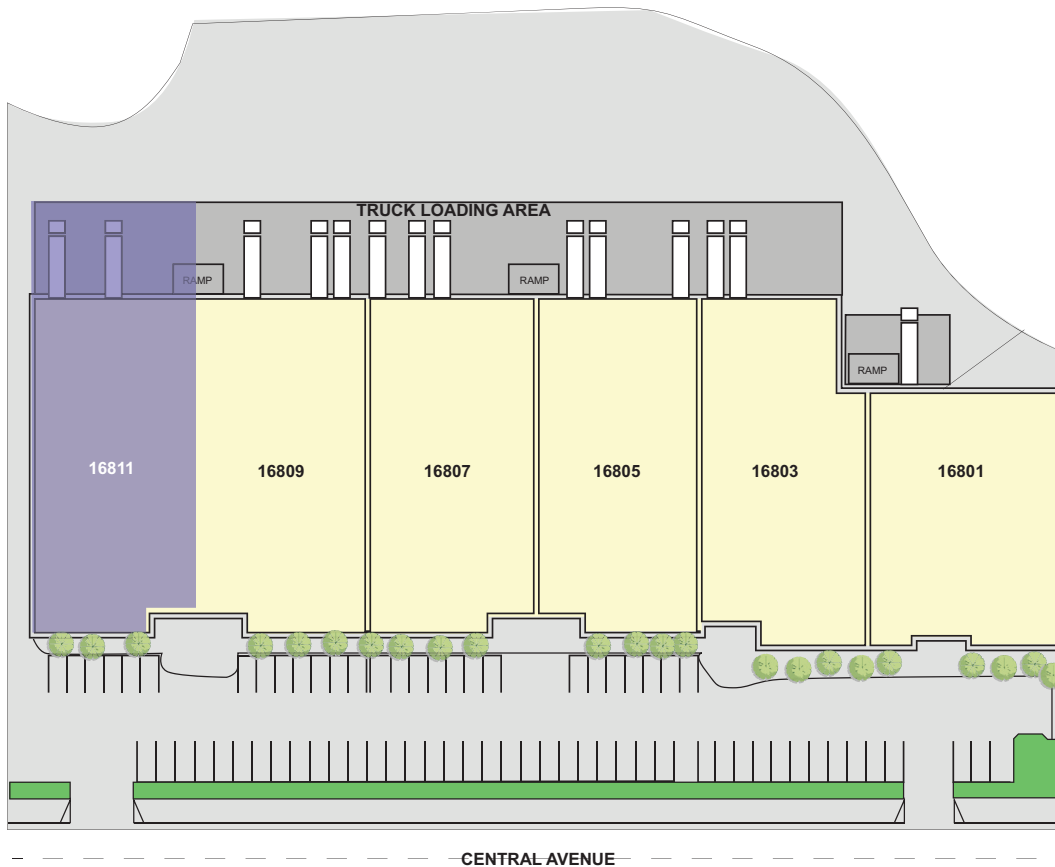 TRUCK LOADING AREA
RAMP
RAMP
RAMP
16811
16809
16807
16805
16803
16801
CENTRAL AVENUE